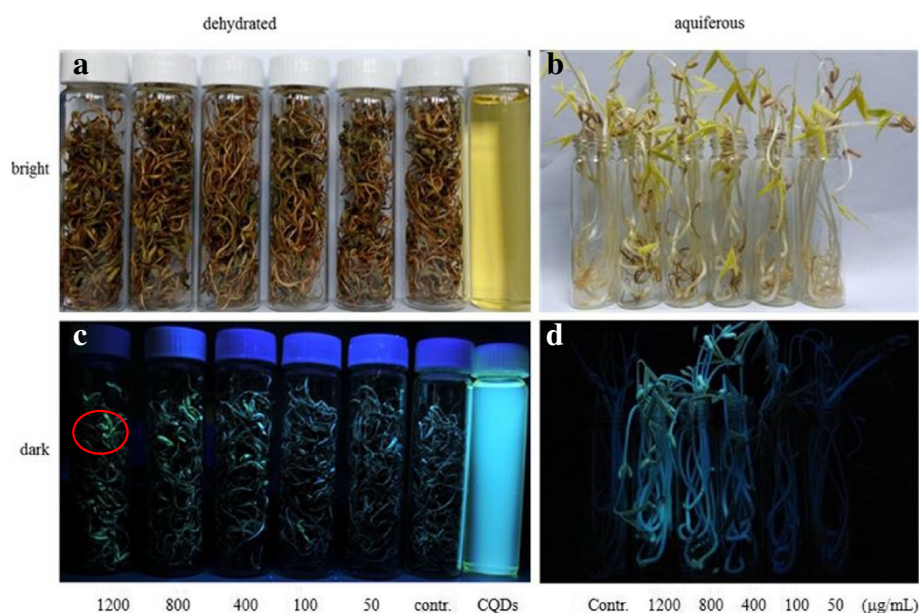 dehydrated aquiferous
a b
bright
c d
dark
1200 800 400 100 50 contr. CQDs Contr. 1200 800 400 100 50 (μg/mL)